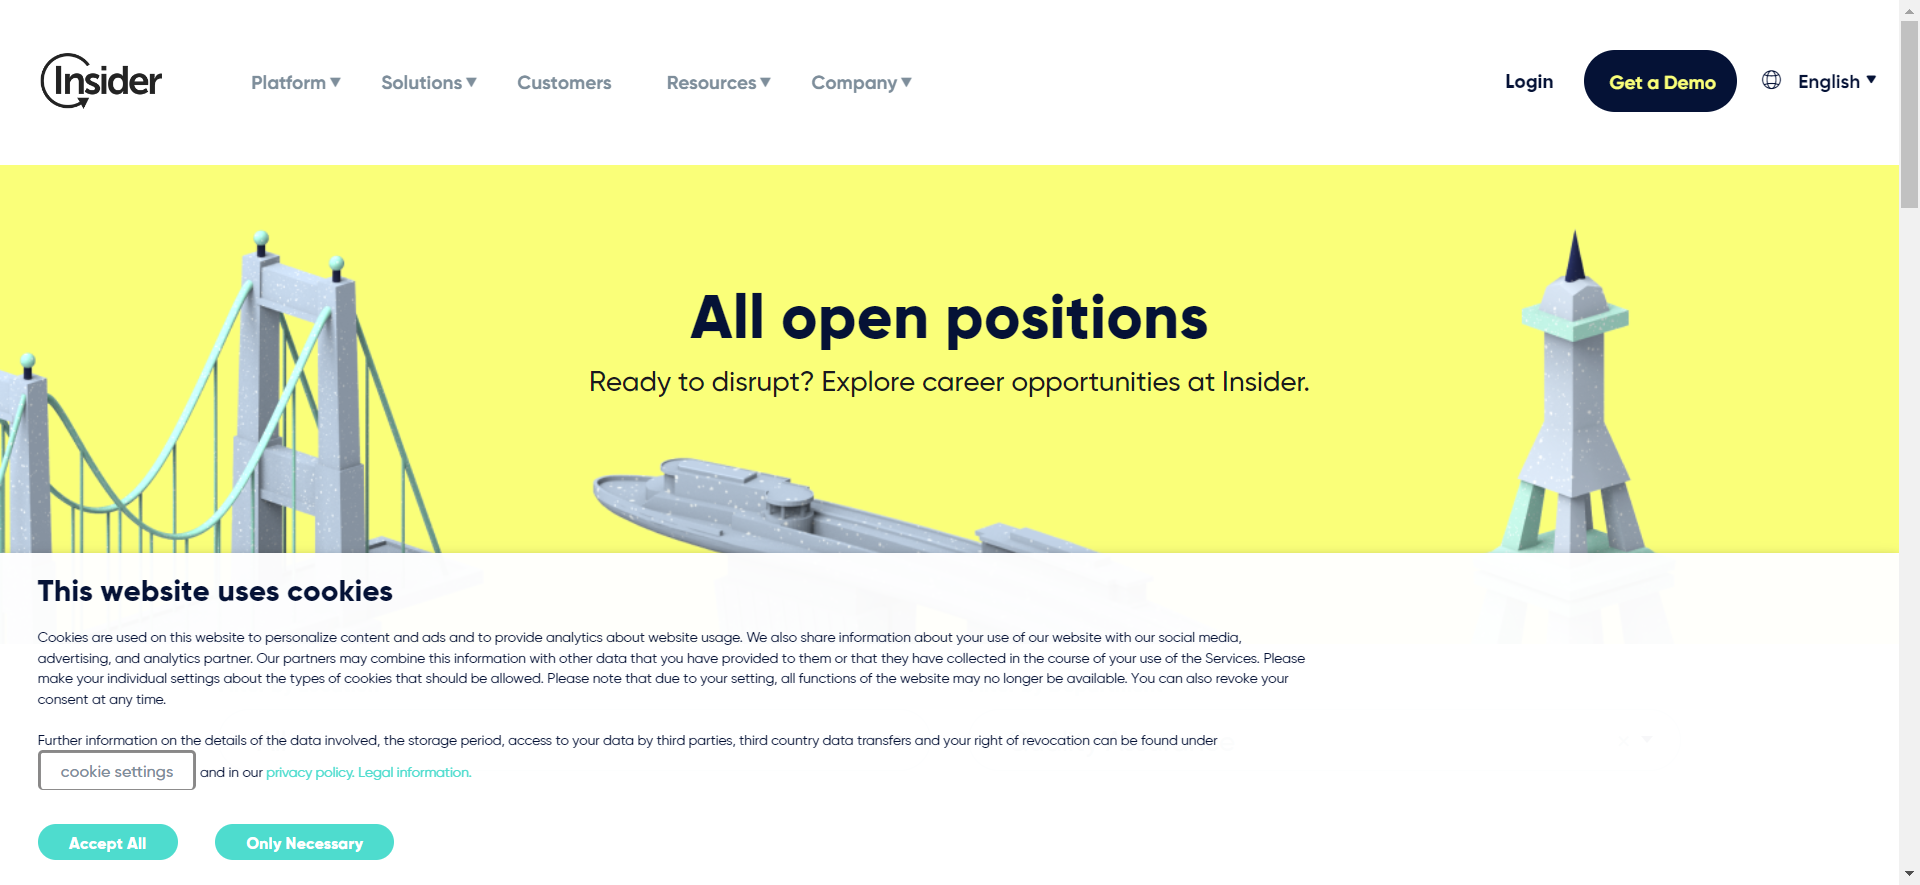 Insider
Platform ▼ Solutions ▼ Customers Resources ▼ Company ▼ Login Get a Demo English ▼
All open positions
Ready to disrupt? Explore career opportunities at Insider.
This website uses cookies
Cookies are used on this website to personalize content and ads and to provide analytics about website usage. We also share information about your use of our website with our social media,
advertising, and analytics partner. Our partners may combine this information with other data that you have provided to them or that they have collected in the course of your use of the Services. Please
make your individual settings about the types of cookies that should be allowed. Please note that due to your setting, all functions of the website may no longer be available. You can also revoke your
consent at any time.
Further information on the details of the data involved, the storage period, access to your data by third parties, third country data transfers and your right of revocation can be found under
cookie settings and in our privacy policy. Legal information.
Accept All Only Necessary